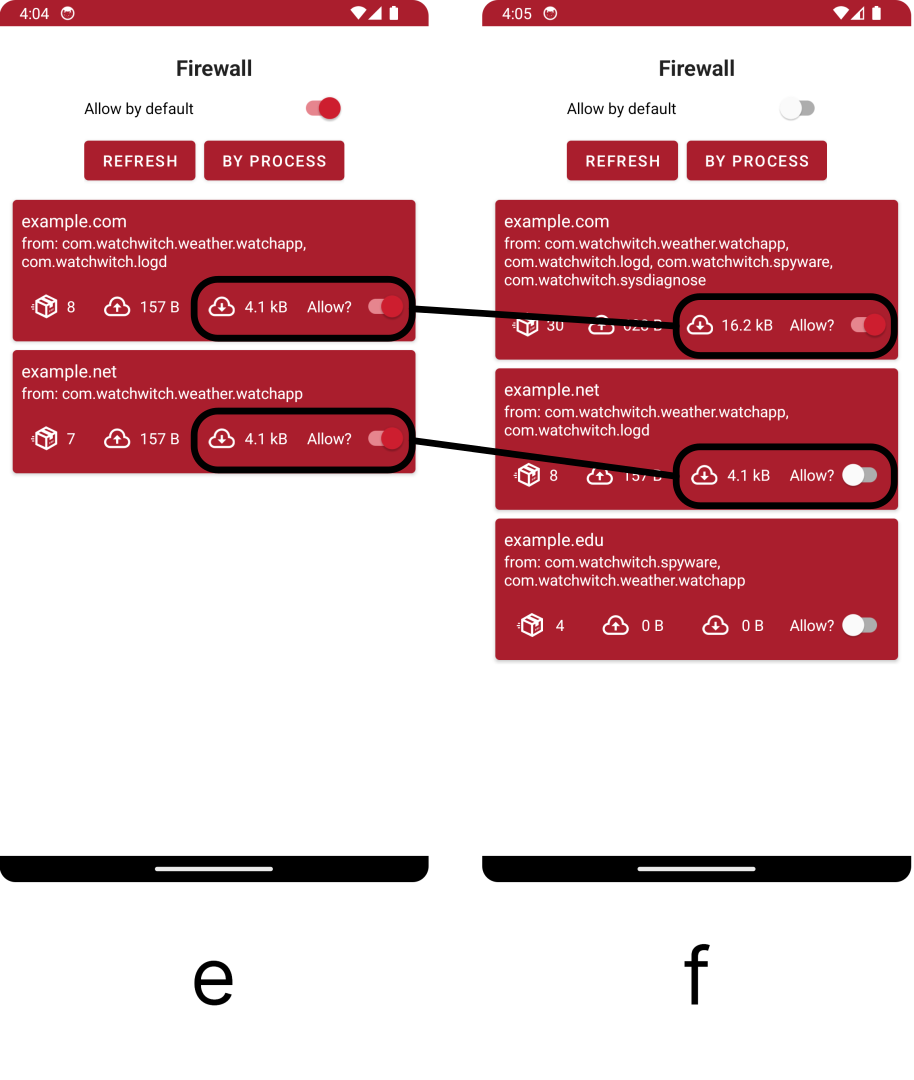 4:04
Firewall
Allow by default
REFRESH BY PROCESS
example.com
from: com.watchwitch.weather.watchapp,
com.watchwitch.logd
8 157 B 4.1 kB Allow?
example.net
from: com.watchwitch.weather.watchapp
7 157 B 4.1 kB Allow?
e
4:05
Firewall
Allow by default
REFRESH BY PROCESS
example.com
from: com.watchwitch.weather.watchapp,
com.watchwitch.logd, com.watchwitch.spyware,
com.watchwitch.sysdiagnose
30 B 16.2 kB Allow?
example.net
from: com.watchwitch.weather.watchapp,
com.watchwitch.logd
8 157 B 4.1 kB Allow?
example.edu
from: com.watchwitch.spyware,
com.watchwitch.weather.watchapp
4 0 B 0 B Allow?
f